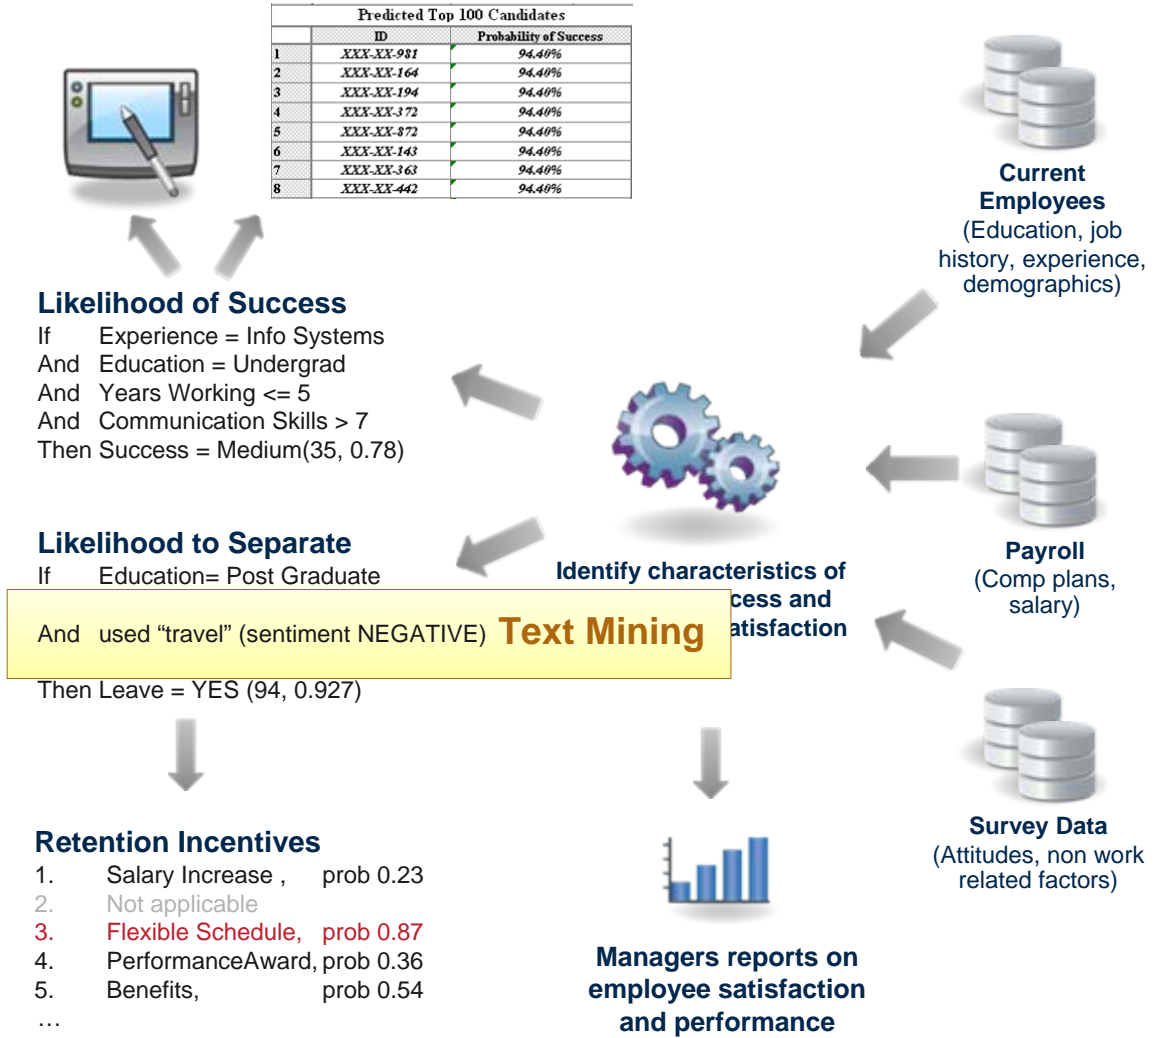 Predicted Top 100 Candidates
ID Probability of Success
1 XXX-XX-981 94.40%
2 XXX-XX-164 94.40%
3 XXX-XX-194 94.40%
4 XXX-XX-372 94.40%
5 XXX-XX-872 94.40%
6 XXX-XX-143 94.40%
7 XXX-XX-363 94.40%
8 XXX-XX-442 94.40%
Current
Employees
(Education, job
history, experience,
demographics)
Likelihood of Success
If Experience = Info Systems
And Education = Undergrad
And Years Working <= 5
And Communication Skills > 7
Then Success = Medium(35, 0.78)
Likelihood to Separate
If Education= Post Graduate
And used “travel” (sentiment NEGATIVE) Text Mining
Then Leave = YES (94, 0.927)
Identify characteristics of
cess and
atisfaction
Payroll
(Comp plans,
salary)
Survey Data
(Attitudes, non work
related factors)
Retention Incentives
1. Salary Increase , prob 0.23
2. Not applicable
3. Flexible Schedule, prob 0.87
4. PerformanceAward, prob 0.36
5. Benefits, prob 0.54
…
Managers reports on
employee satisfaction
and performance